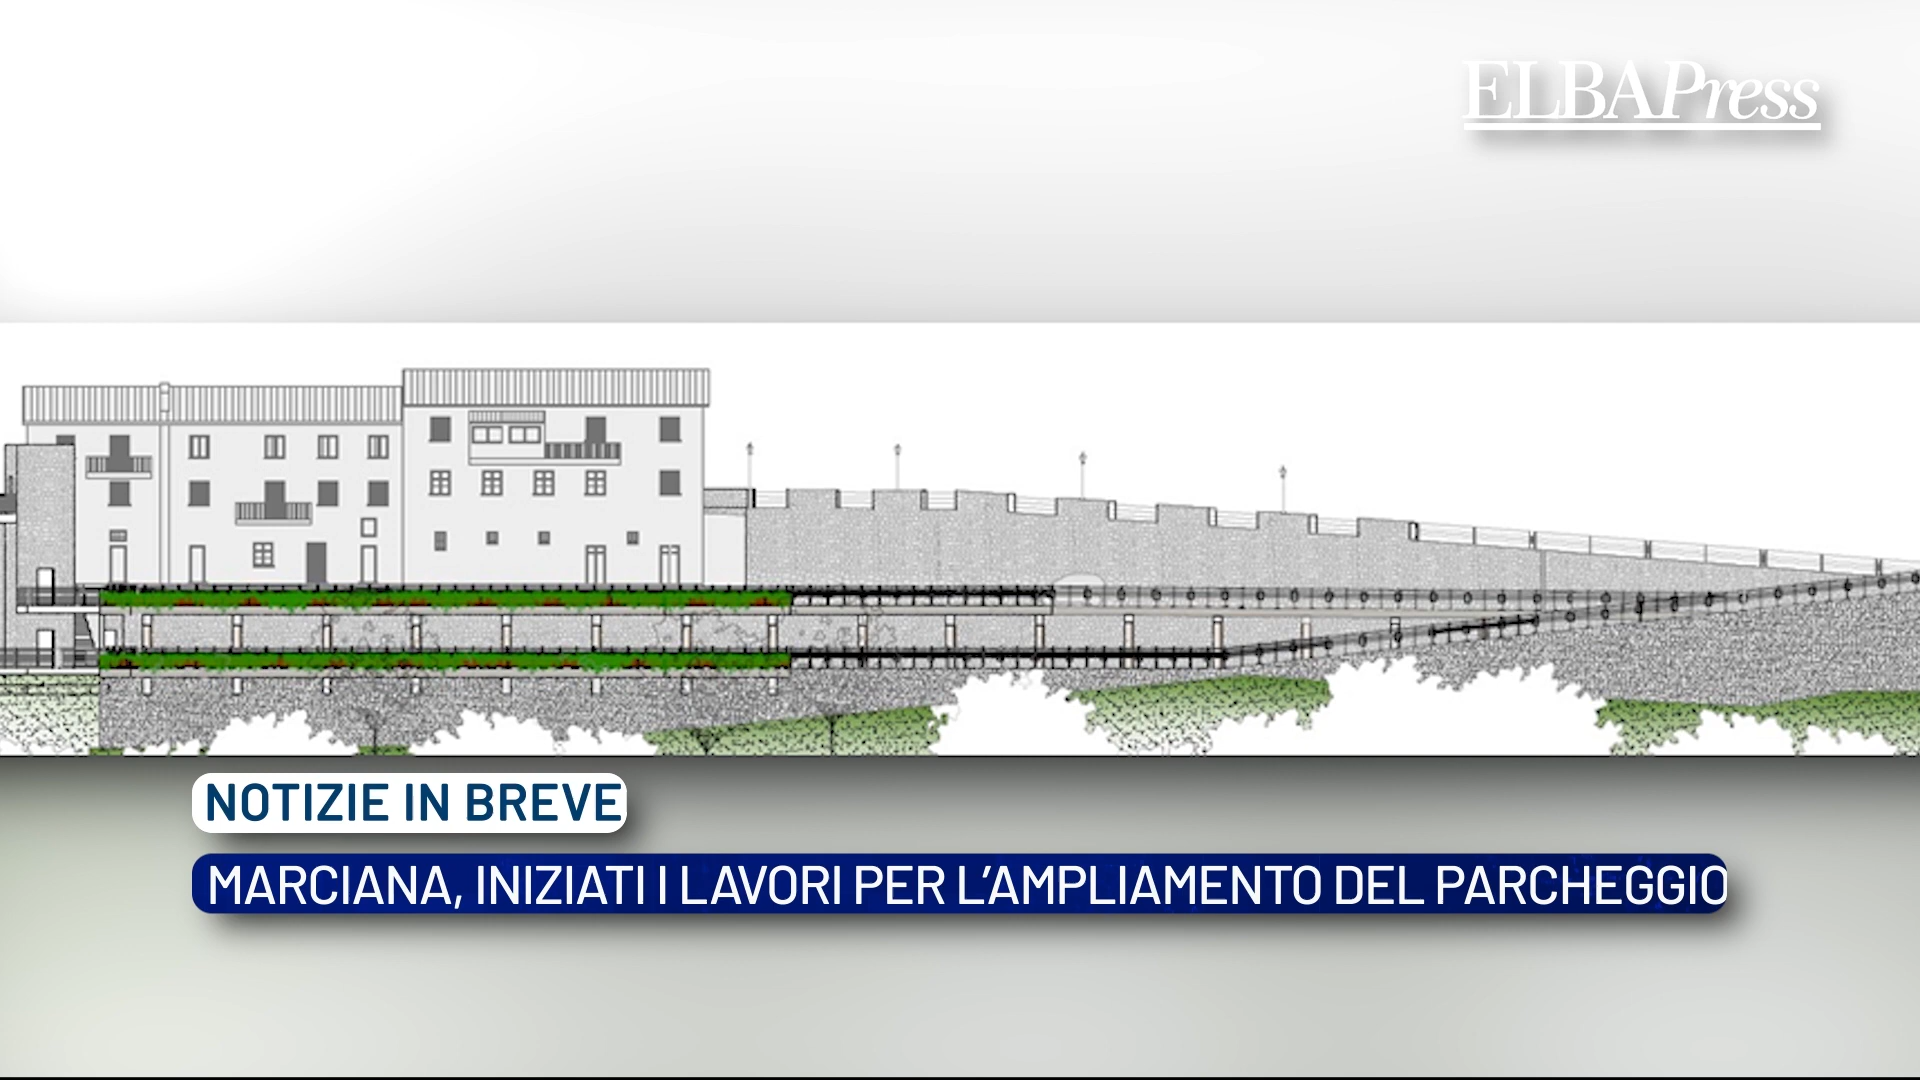 ELBAPress
NOTIZIE IN BREVE
MARCIANA, INIZIATI I LAVORI PER L’AMPLIAMENTO DEL PARCHEGGIO